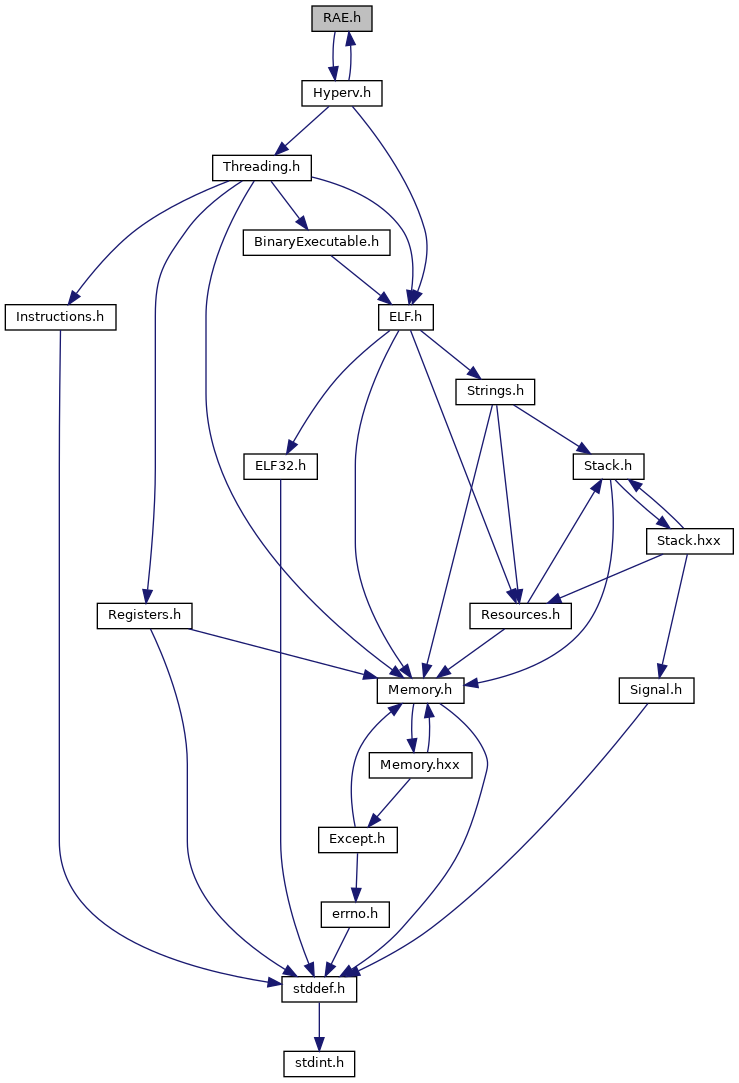 RAE.h
Hyperv.h
Threading.h
BinaryExecutable.h
Instructions.h
ELF.h
Strings.h
ELF32.h
Stack.h
Stack.hxx
Registers.h
Resources.h
Memory.h
Signal.h
Memory.hxx
Except.h
errno.h
stddef.h
stdint.h